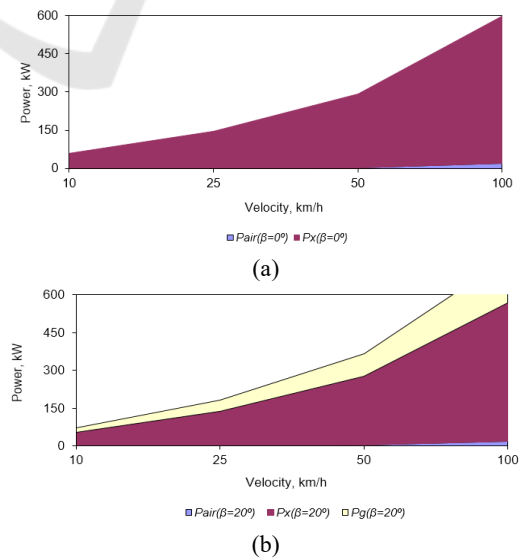 600
450
300
150
0
Power, kW
10 25 50 100
Velocity, km/h
Pair(β=0º) Px(β=0º)
(a)
600
450
300
150
0
Power, kW
10 25 50 100
Velocity, km/h
Pair(β=20º) Px(β=20º) Pg(β=20º)
(b)